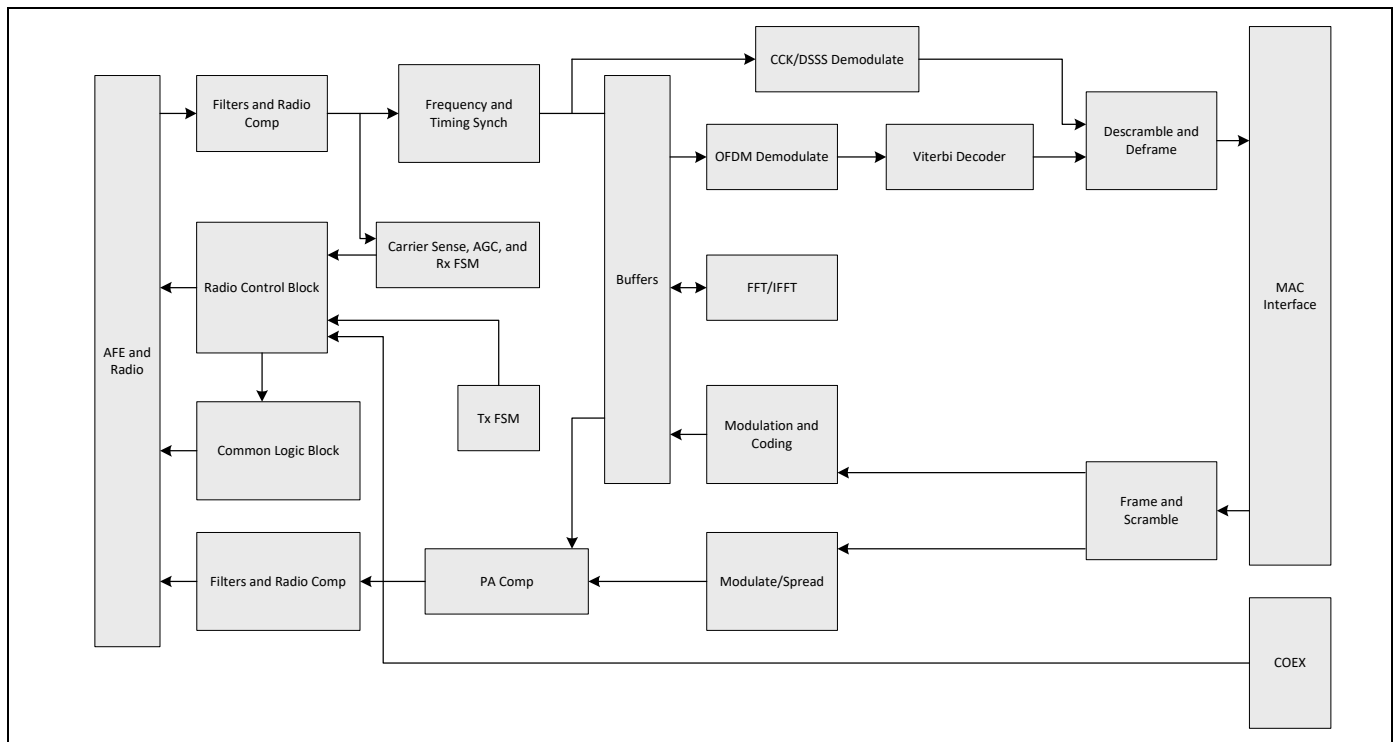 CCK/DSSS Demodulate
Filters and Radio
Comp
Frequency and
Timing Synch
Descramble and
Deframe
OFDM Demodulate
Viterbi Decoder
Carrier Sense, AGC, and
Rx FSM
Radio Control Block
Buffers
FFT/IFFT
MAC
Interface
AFE and
Radio
Tx FSM
Modulation and
Coding
Common Logic Block
Frame and
Scramble
Filters and Radio Comp
PA Comp
Modulate/Spread
COEX